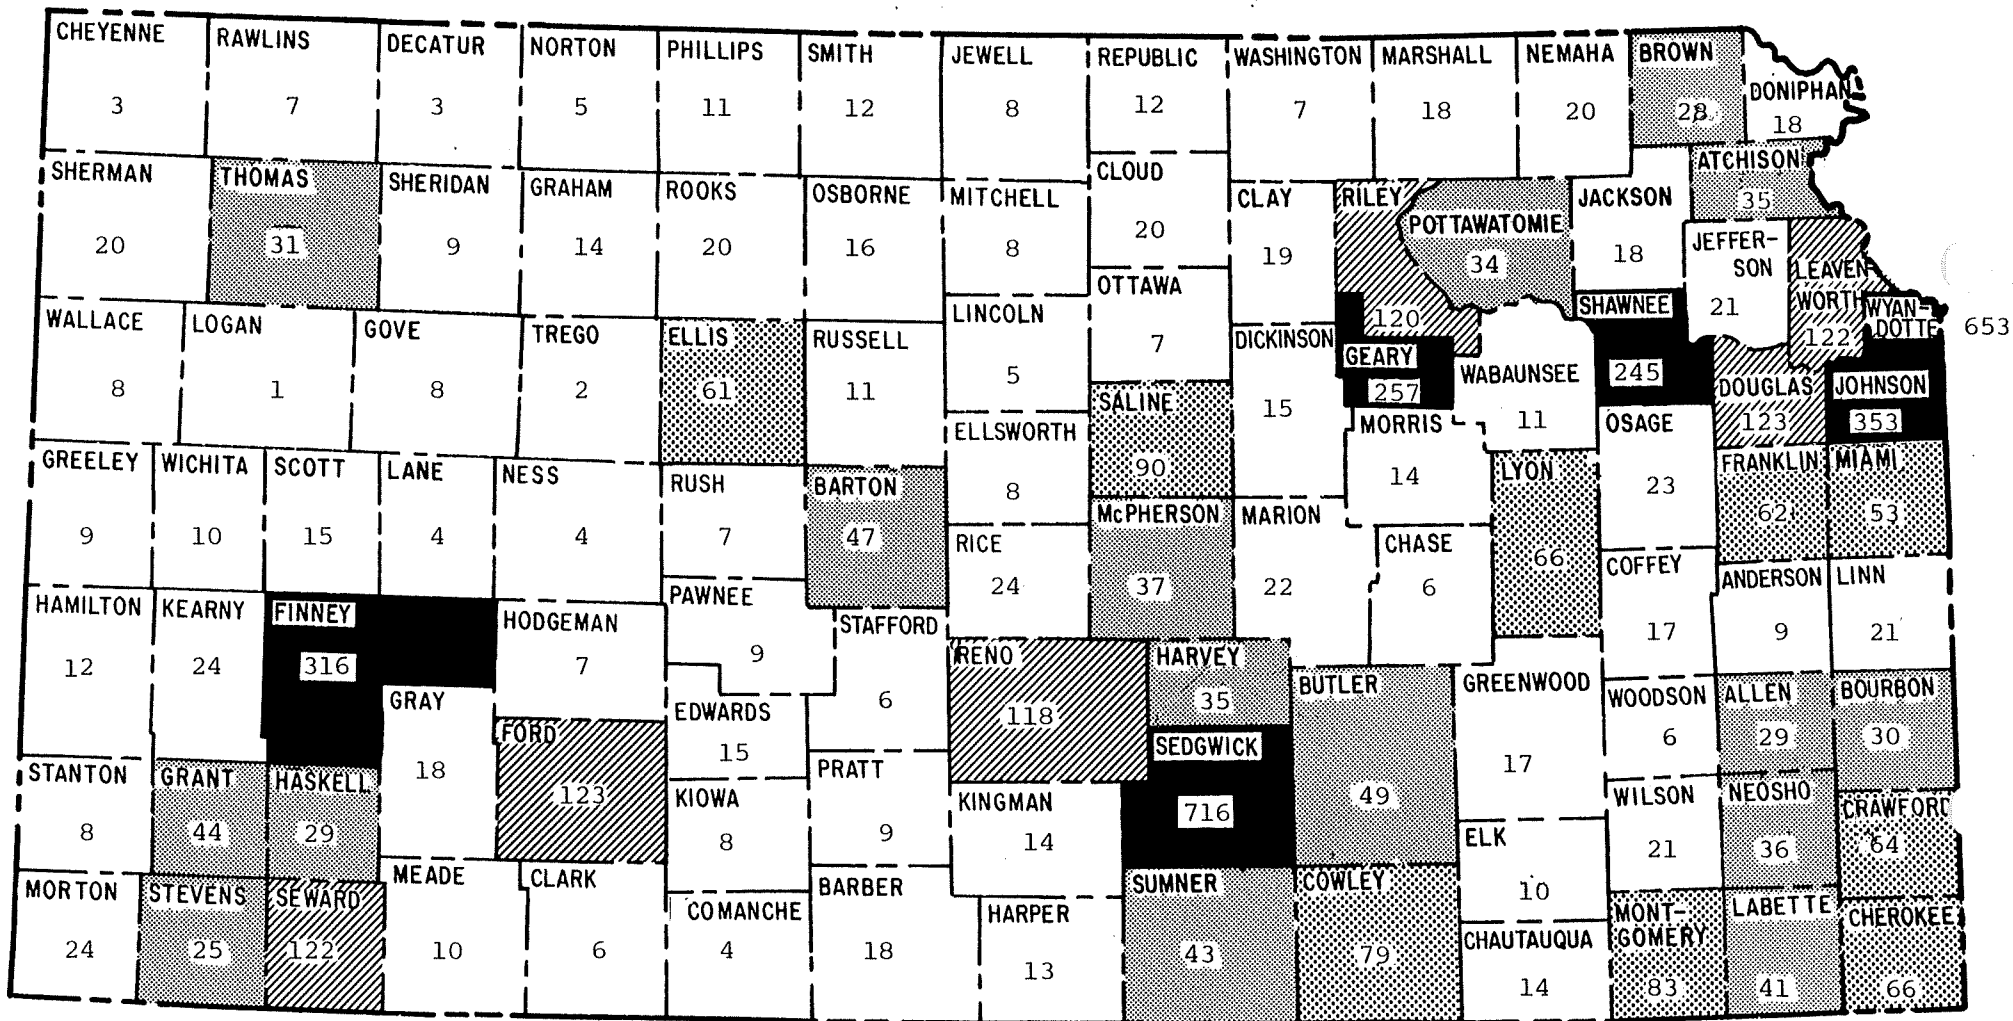 CHEYENNE RAWLINS DECATUR NORTON PHILLIPS SMITH JEWELL REPUBLIC WASHINGTON MARSHALL NEMAHA BROWN
DONIPHAN
3 7 3 5 11 12 8 12 7 18 20 28 18
SHERMAN THOMAS SHERIDAN GRAHAM ROOKS OSBORNE MITCHELL CLOUD CLAY RILEY POTTAWATOMIE JACKSON ATCHISON
20 31 9 14 20 16 8 20 19 120 34 18 35
JEFFER-
SON
21
LEAVEN-
WORTH
122
WYAN-
DOTTE
653
WALLACE LOGAN GOVE TREGO ELLIS RUSSELL LINCOLN OTTAWA DICKINSON GEARY WABAUNSEE SHAWNEE DOUGLAS JOHNSON
8 1 8 2 61 11 5 7 15 257 11 245 123 353
GREELEY WICHITA SCOTT LANE NESS RUSH BARTON ELLSWORTH SALINE MORRIS LYON OSAGE FRANKLIN MIAMI
9 10 15 4 4 7 47 8 90 14 66 23 62 53
RICE McPHERSON MARION CHASE COFFEY ANDERSON LINN
24 37 22 6 17 9 21
HAMILTON KEARNY FINNEY HODGEMAN PAWNEE STAFFORD
12 24 316 7 9 6
GRAY FORD EDWARDS RENO HARVEY BUTLER GREENWOOD WOODSON ALLEN BOURBON
18 123 15 118 35 49 17 6 29 30
STANTON GRANT HASKELL KIOWA PRATT KINGMAN SEDGWICK ELK WILSON NEOSHO CRAWFORD
8 44 29 8 9 14 716 10 21 36 64
MORTON STEVENS SEWARD MEADE CLARK COMANCHE BARBER HARPER SUMNER COWLEY CHAUTAUQUA
24 25 122 10 6 4 18 13 43 79 14
MONT-
GOMERY
83
LABETTE CHEROKEE
41 66